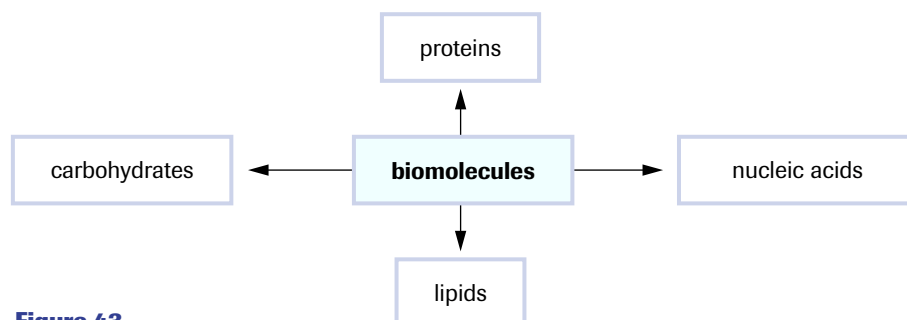 proteins
carbohydrates
biomolecules
nucleic acids
lipids